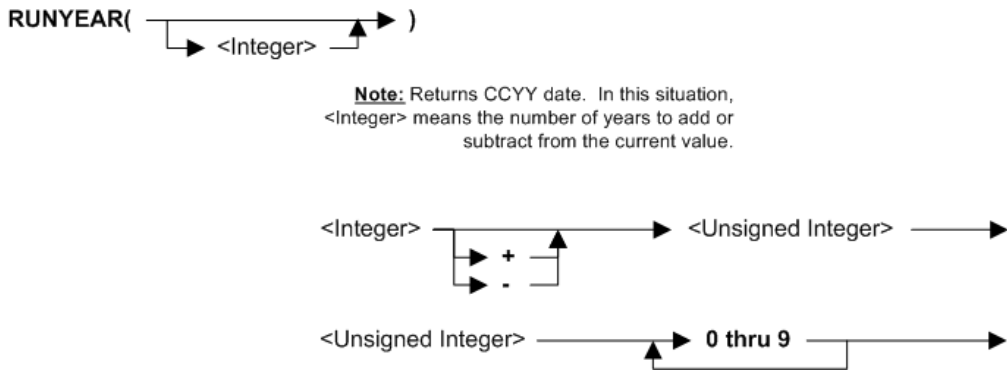 RUNYEAR( )
<Integer>
Note: Returns CCYY date. In this situation,
<Integer> means the number of years to add or
subtract from the current value.
<Integer> <Unsigned Integer>
+
-
<Unsigned Integer> 0 thru 9